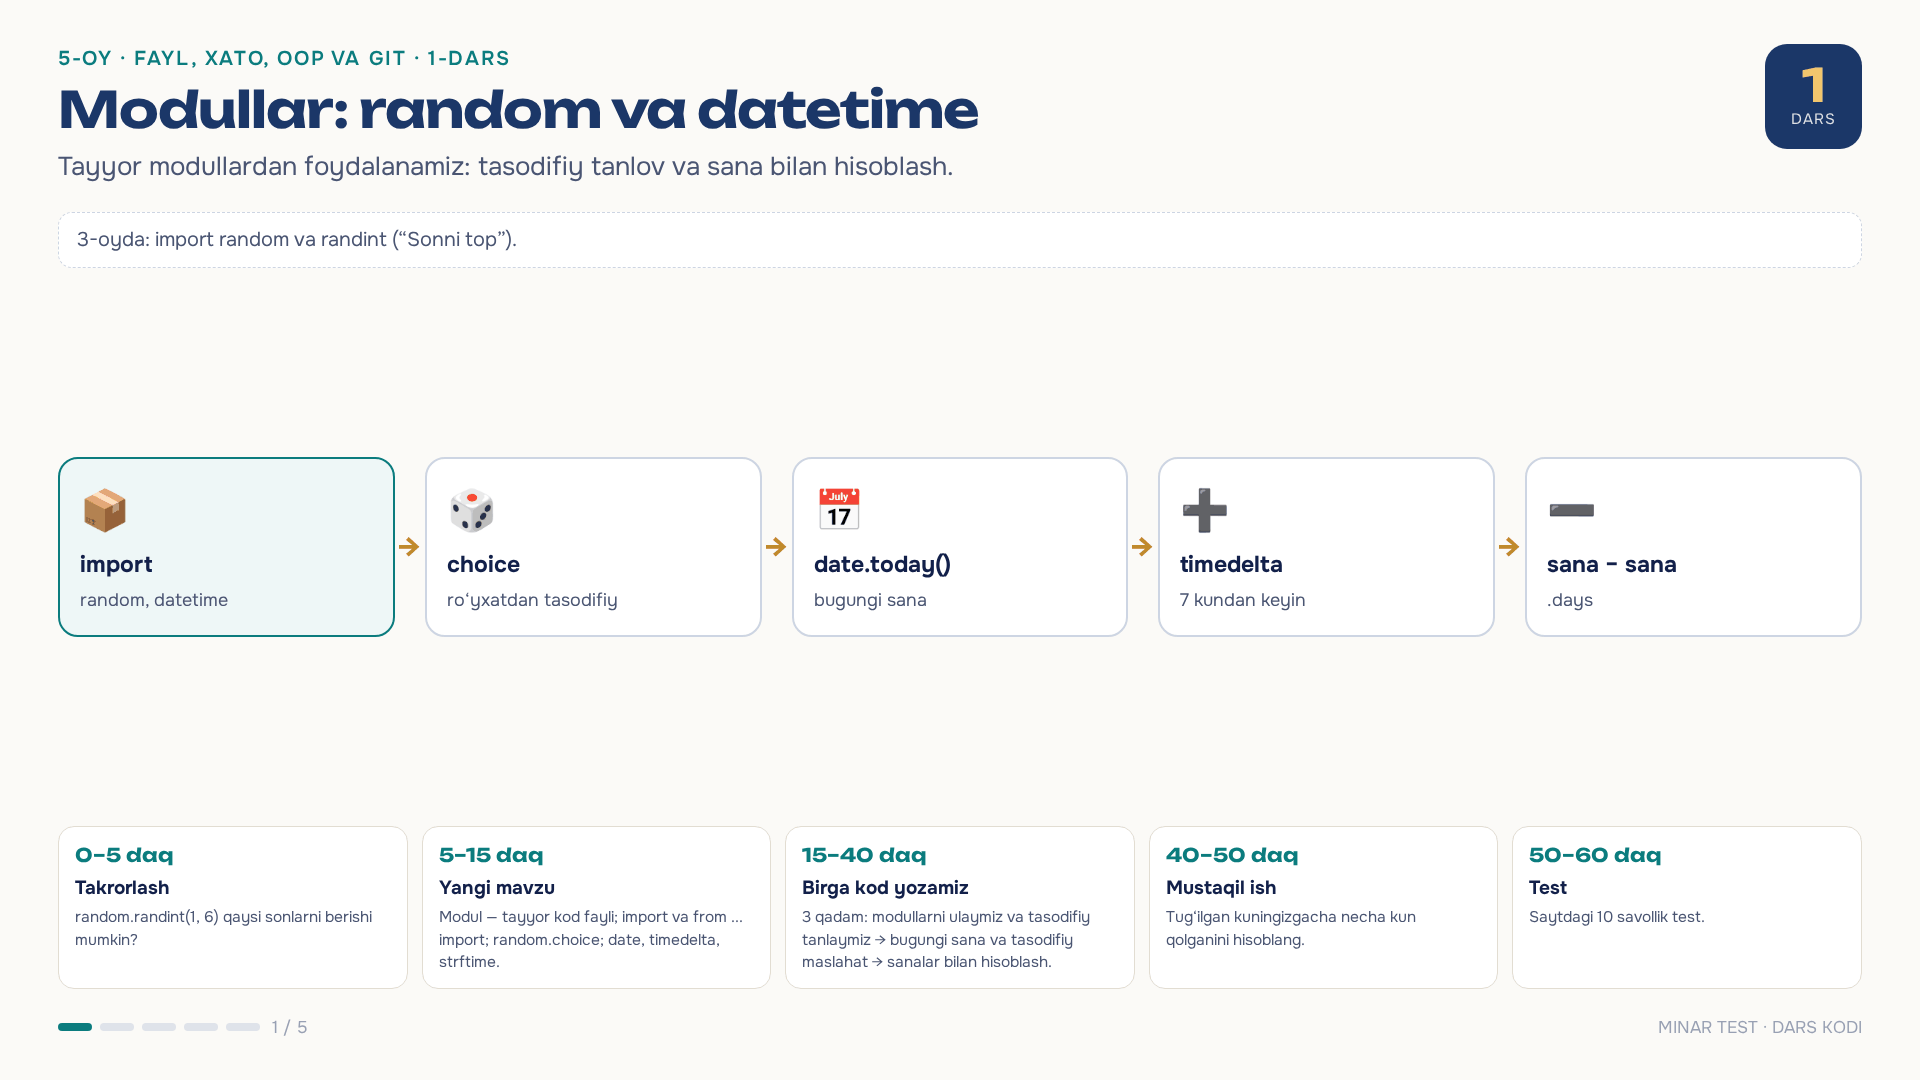 5-OY · FAYL, XATO, OOP VA GIT · 1-DARS
Modullar: random va datetime
Tayyor modullardan foydalanamiz: tasodifiy tanlov va sana bilan hisoblash.
1
DARS
3-oyda: import random va randint (“Sonni top”).
import
random, datetime
→
choice
ro‘yxatdan tasodifiy
→
July
17
date.today()
bugungi sana
→
timedelta
7 kundan keyin
→
sana − sana
.days
0–5 daq
Takrorlash
random.randint(1, 6) qaysi sonlarni berishi
mumkin?
5–15 daq
Yangi mavzu
Modul — tayyor kod fayli; import va from ...
import; random.choice; date, timedelta,
strftime.
15–40 daq
Birga kod yozamiz
3 qadam: modullarni ulaymiz va tasodifiy
tanlaymiz → bugungi sana va tasodifiy
maslahat → sanalar bilan hisoblash.
40–50 daq
Mustaqil ish
Tug‘ilgan kuningizgacha necha kun
qolganini hisoblang.
50–60 daq
Test
Saytdagi 10 savollik test.
1 / 5
MINAR TEST · DARS KODI